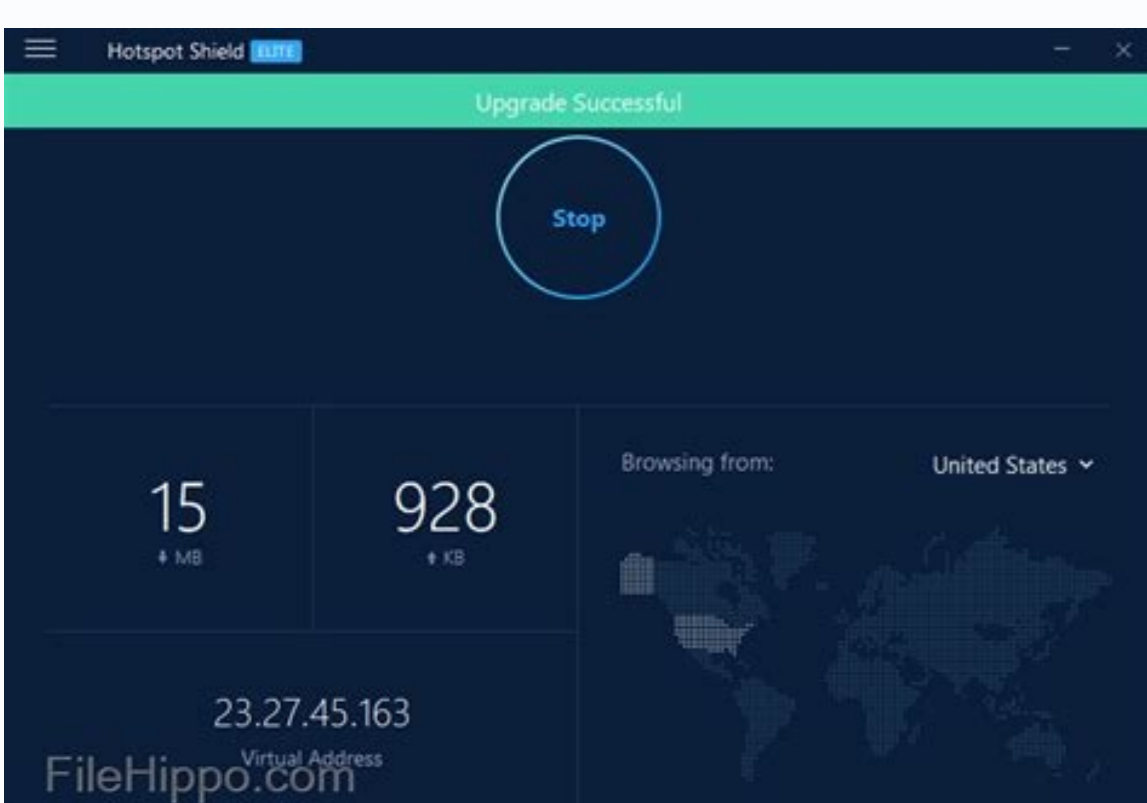 Hotspot Shield ELITE
Upgrade Successful
Stop
15
MB
928
KB
Browsing from:
United States
23.27.45.163
Virtual Address
FileHippo.com